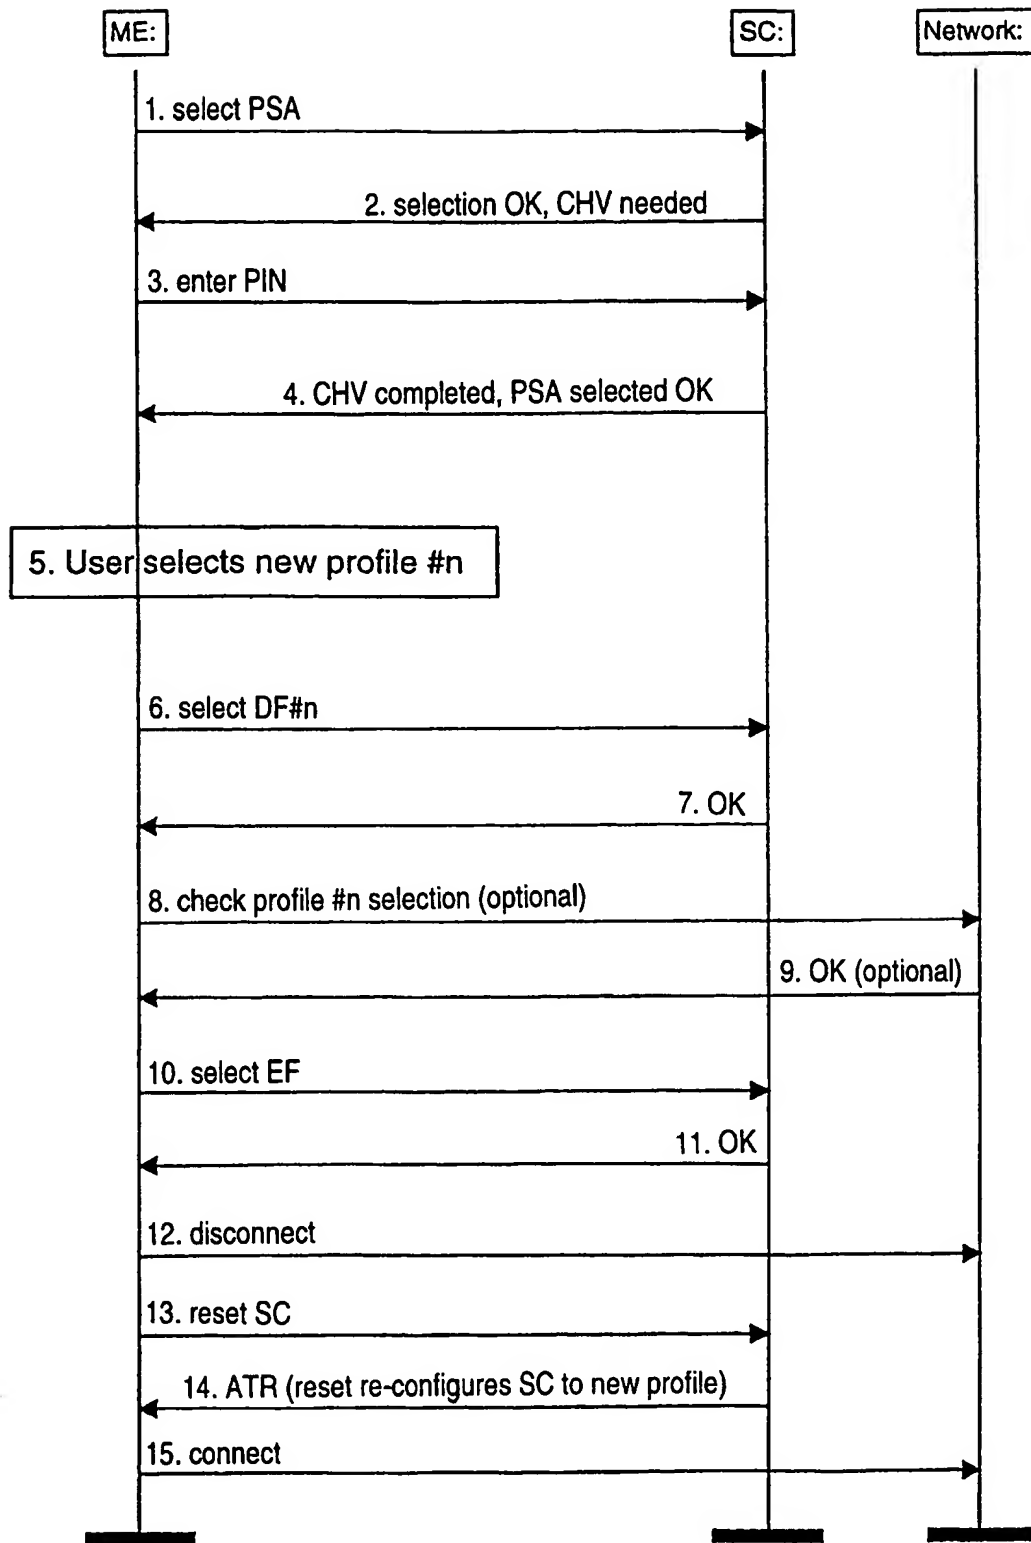 ME:
SC:
Network:
1. select PSA
2. selection OK, CHV needed
3. enter PIN
4. CHV completed, PSA selected OK
5. User selects new profile #n
6. select DF#n
7. OK
8. check profile #n selection (optional)
9. OK (optional)
10. select EF
11. OK
12. disconnect
13. reset SC
14. ATR (reset re-configures SC to new profile)
15. connect